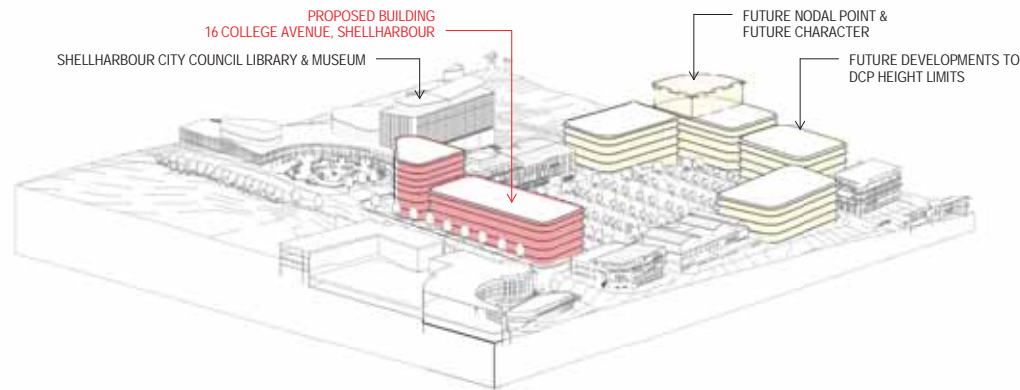 PROPOSED BUILDING
16 COLLEGE AVENUE, SHELLHARBOUR
SHELLHARBOUR CITY COUNCIL LIBRARY & MUSEUM
FUTURE NODAL POINT &
FUTURE CHARACTER
FUTURE DEVELOPMENTS TO
DCP HEIGHT LIMITS